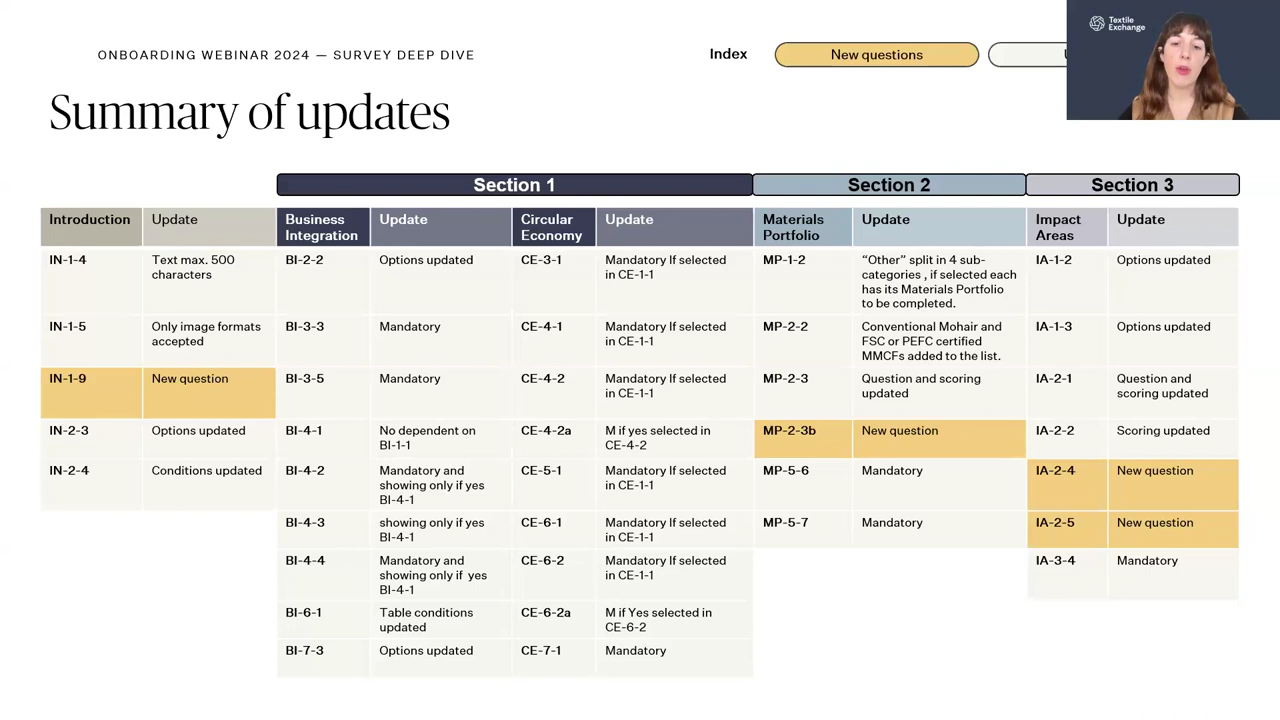 ONBOARDING WEBINAR 2024 — SURVEY DEEP DIVE
Index
New questions
Textile
Exchange
Summary of updates
Section 1
Section 2
Section 3
Introduction
Update
Business
Integration
Update
Circular
Economy
Update
Materials
Portfolio
Update
Impact
Areas
Update
IN-1-4
Text max. 500
characters
BI-2-2
Options updated
CE-3-1
Mandatory If selected
in CE-1-1
MP-1-2
“Other” split in 4 sub-
categories , if selected each
has its Materials Portfolio
to be completed.
IA-1-2
Options updated
IN-1-5
Only image formats
accepted
BI-3-3
Mandatory
CE-4-1
Mandatory If selected
in CE-1-1
MP-2-2
Conventional Mohair and
FSC or PEFC certified
MMCFs added to the list.
IA-1-3
Options updated
IN-1-9
New question
BI-3-5
Mandatory
CE-4-2
Mandatory If selected
in CE-1-1
MP-2-3
Question and scoring
updated
IA-2-1
Question and
scoring updated
IN-2-3
Options updated
BI-4-1
No dependent on
BI-1-1
CE-4-2a
M if yes selected in
CE-4-2
MP-2-3b
New question
IA-2-2
Scoring updated
IN-2-4
Conditions updated
BI-4-2
Mandatory and
showing only if yes
BI-4-1
CE-5-1
Mandatory If selected
in CE-1-1
MP-5-6
Mandatory
IA-2-4
New question
BI-4-3
showing only if yes
BI-4-1
CE-6-1
Mandatory If selected
in CE-1-1
MP-5-7
Mandatory
IA-2-5
New question
BI-4-4
Mandatory and
showing only if yes
BI-4-1
CE-6-2
Mandatory If selected
in CE-1-1
IA-3-4
Mandatory
BI-6-1
Table conditions
updated
CE-6-2a
M if Yes selected in
CE-6-2
BI-7-3
Options updated
CE-7-1
Mandatory